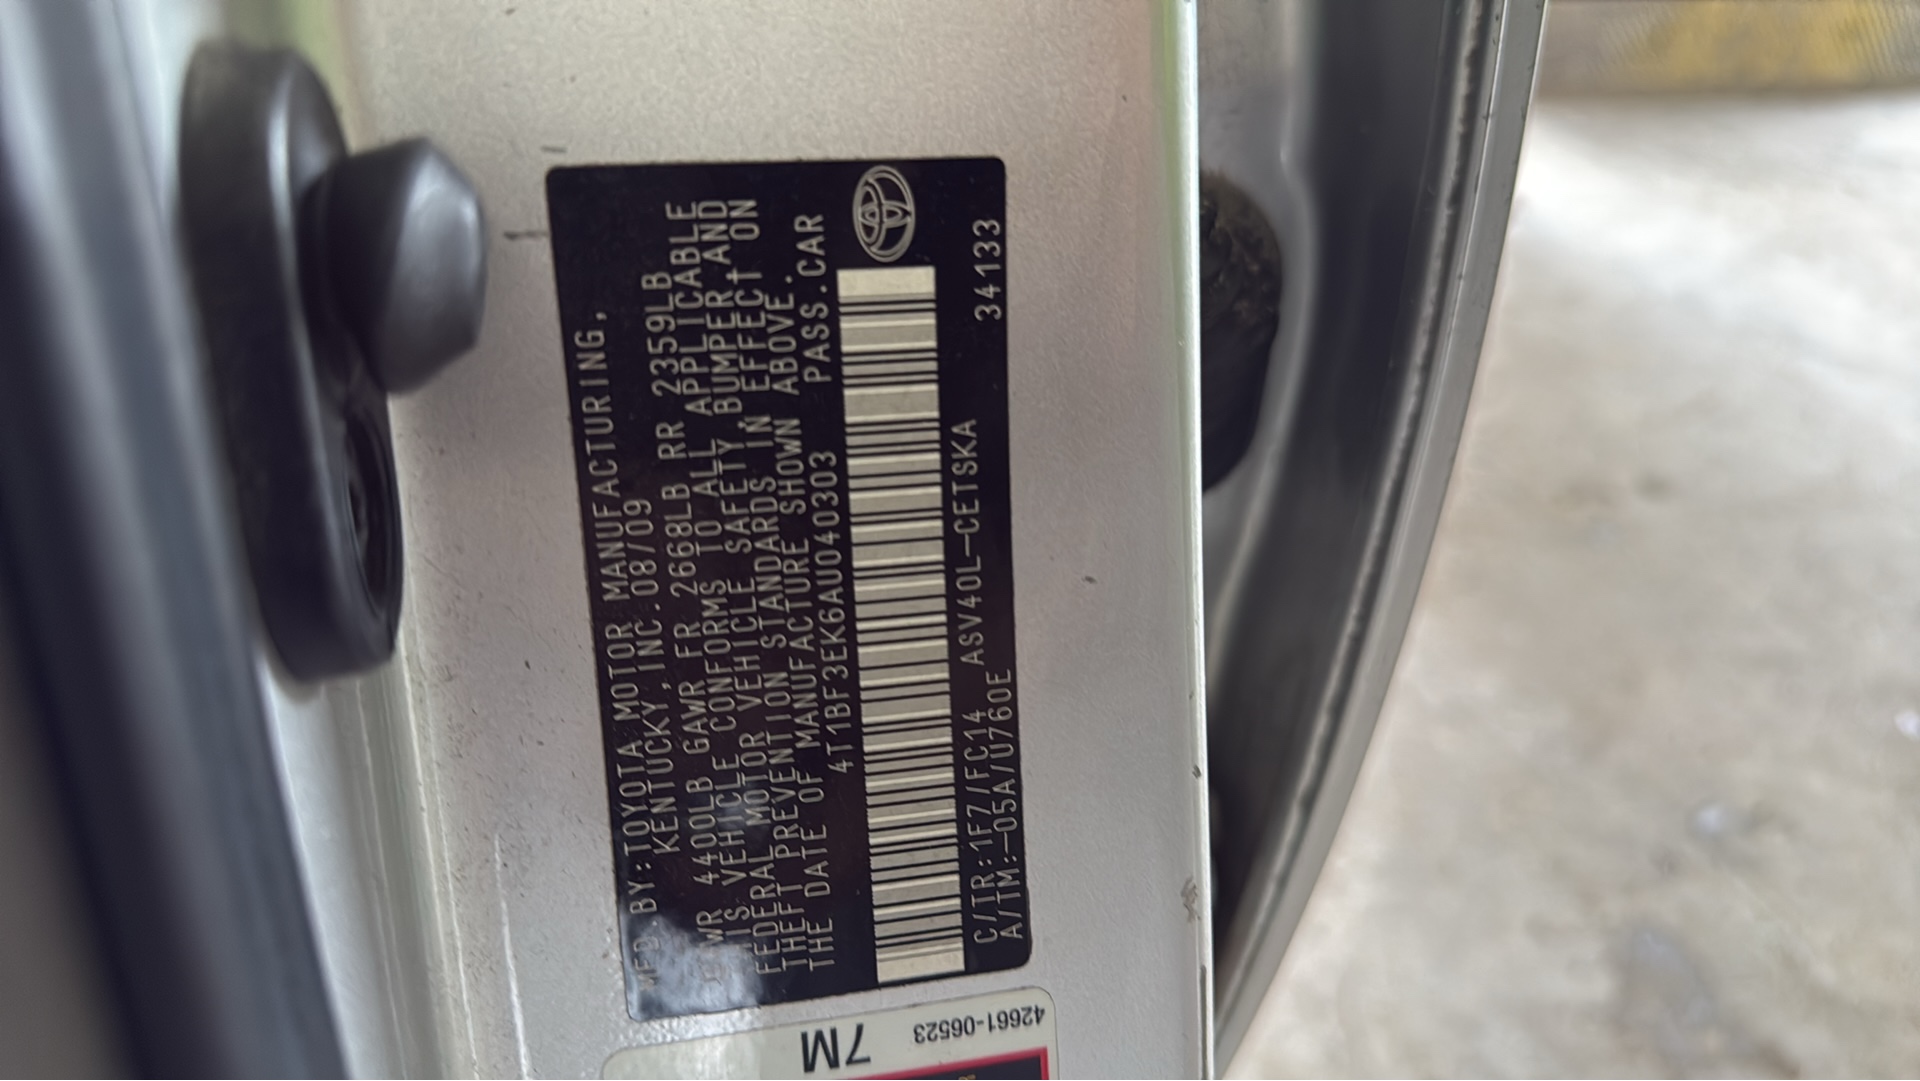 MFD.BY:TOYOTA MOTOR MANUFACTURING,
KENTUCKY,INC.08/09
GVWR 4400LB GAWR FR 2668LB RR 2359LB
THIS VEHICLE CONFORMS TO ALL APPLICABLE
FEDERAL MOTOR VEHICLE SAFETY,BUMPER,AND
THEFT PREVENTION STANDARDS IN EFFECT ON
THE DATE OF MANUFACTURE SHOWN ABOVE.
4T1BF3EK6AU040303 PASS.CAR
C/TR:1F7/FC14 ASV40L-CETSKA 34133
A/TM:-05A/U760E
42661-06523
7M